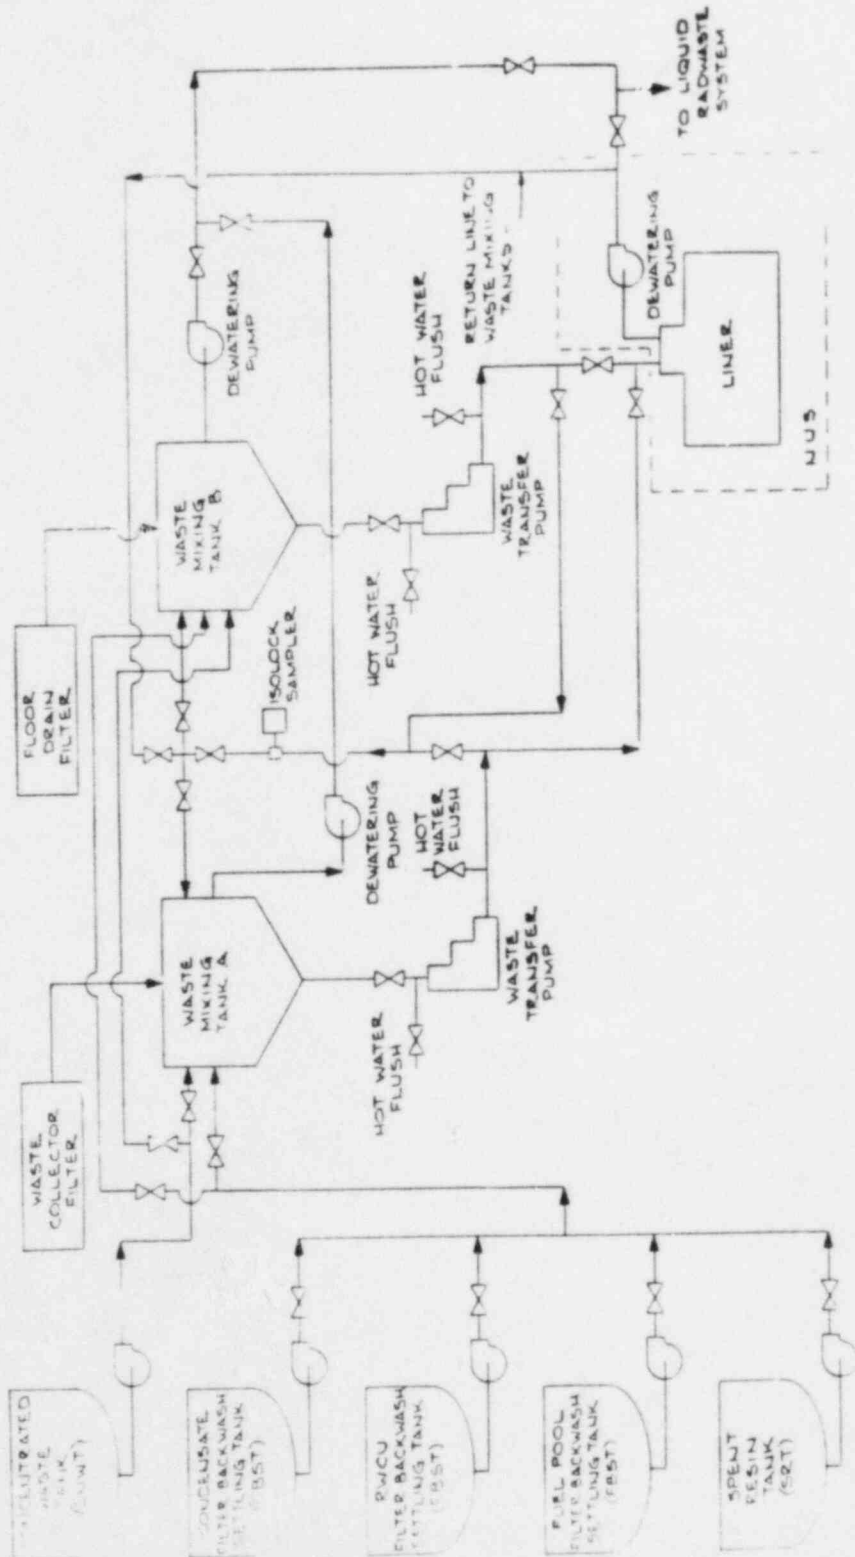 WASTE
TANK
FILTER BACKWASH
SETTLING TANK
RWCU
FILTER BACKWASH
SETTLING TANK
(FBST)
FUEL POOL
FILTER BACKWASH
SETTLING TANK
(FBST)
SPENT
RESIN
TANK
(SRT)
WASTE
COLLECTOR
FILTER
FLOOR
DRAIN
FILTER
WASTE
MIXING
TANK A
WASTE
MIXING
TANK B
ISOLOCK
SAMPLER
DEWATERING
PUMP
DEWATERING
PUMP
HOT WATER
FLUSH
WASTE
TRANSFER
PUMP
HOT
WATER
FLUSH
HOT WATER
FLUSH
WASTE
TRANSFER
PUMP
HOT WATER
FLUSH
RETURN LINE TO
WASTE MIXING
TANKS
DEWATERING
PUMP
LINER
NUS
TO LIQUID
RADWASTE
SYSTEM